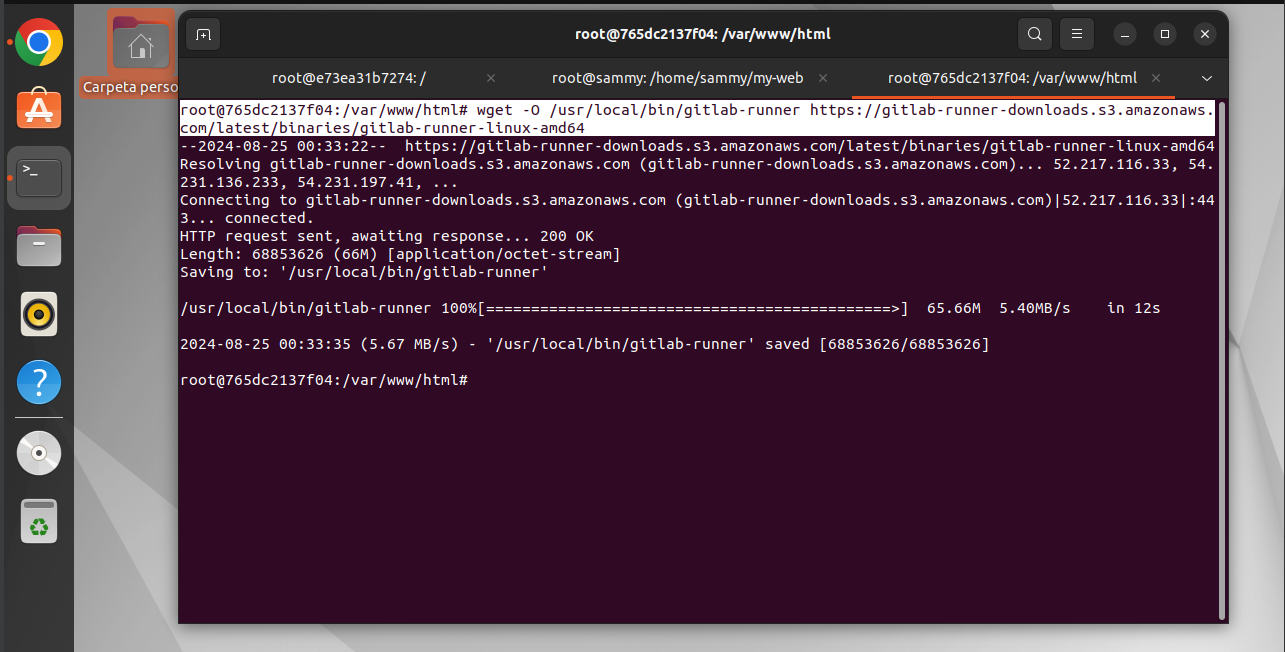 root@765dc2137f04: /var/www/html
Carpeta perso
root@e73ea31b7274: /
root@sammy: /home/sammy/my-web
root@765dc2137f04: /var/www/html
root@765dc2137f04:/var/www/html# wget -O /usr/local/bin/gitlab-runner https://gitlab-runner-downloads.s3.amazonaws.
com/latest/binaries/gitlab-runner-linux-amd64
--2024-08-25 00:33:22--  https://gitlab-runner-downloads.s3.amazonaws.com/latest/binaries/gitlab-runner-linux-amd64
Resolving gitlab-runner-downloads.s3.amazonaws.com (gitlab-runner-downloads.s3.amazonaws.com)... 52.217.116.33, 54.
231.136.233, 54.231.197.41, ...
Connecting to gitlab-runner-downloads.s3.amazonaws.com (gitlab-runner-downloads.s3.amazonaws.com)|52.217.116.33|:44
3... connected.
HTTP request sent, awaiting response... 200 OK
Length: 68853626 (66M) [application/octet-stream]
Saving to: '/usr/local/bin/gitlab-runner'
/usr/local/bin/gitlab-runner 100%[=============================================>]  65.66M  5.40MB/s    in 12s
2024-08-25 00:33:35 (5.67 MB/s) - '/usr/local/bin/gitlab-runner' saved [68853626/68853626]
root@765dc2137f04:/var/www/html#